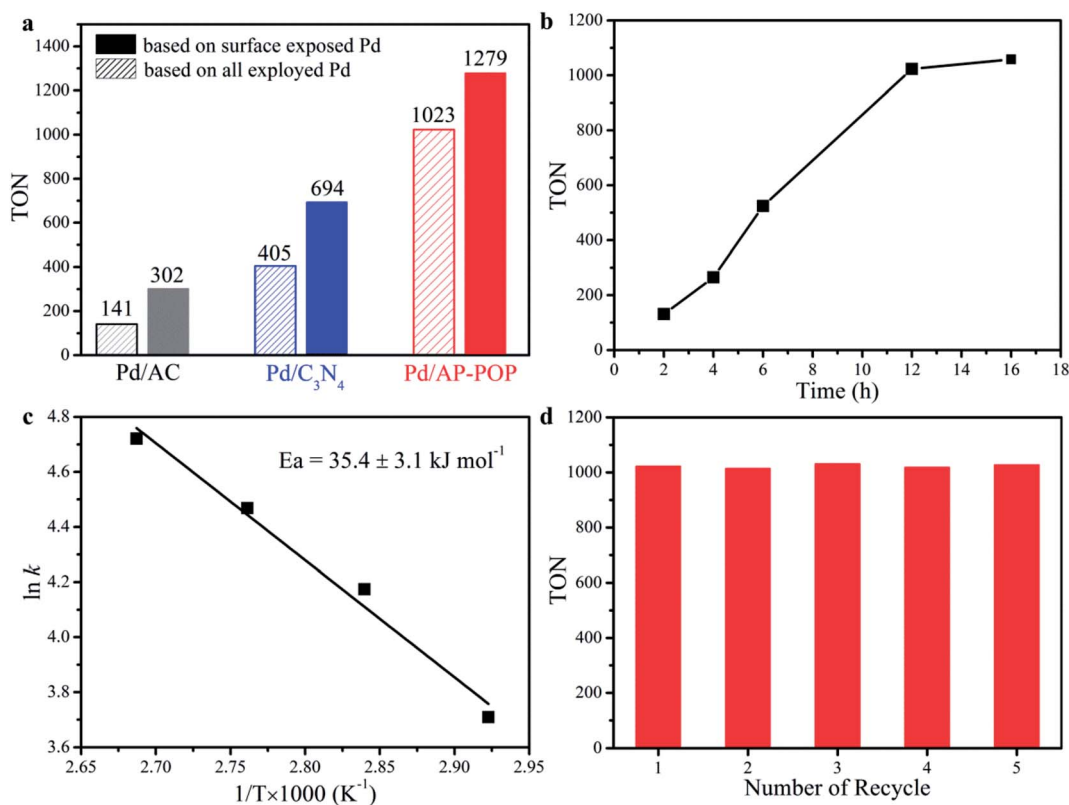 a
based on surface exposed Pd
based on all exployed Pd
TON
1400
1200
1000
800
600
400
200
0
141
302
405
694
1023
1279
Pd/AC
Pd/C₃N₄
Pd/AP-POP
b
TON
1200
1000
800
600
400
200
0
0 2 4 6 8 10 12 14 16 18
Time (h)
c
Ea = 35.4 ± 3.1 kJ mol⁻¹
ln k
4.8
4.6
4.4
4.2
4.0
3.8
3.6
2.65 2.70 2.75 2.80 2.85 2.90 2.95
1/T×1000 (K⁻¹)
d
TON
1200
1000
800
600
400
200
0
1 2 3 4 5
Number of Recycle